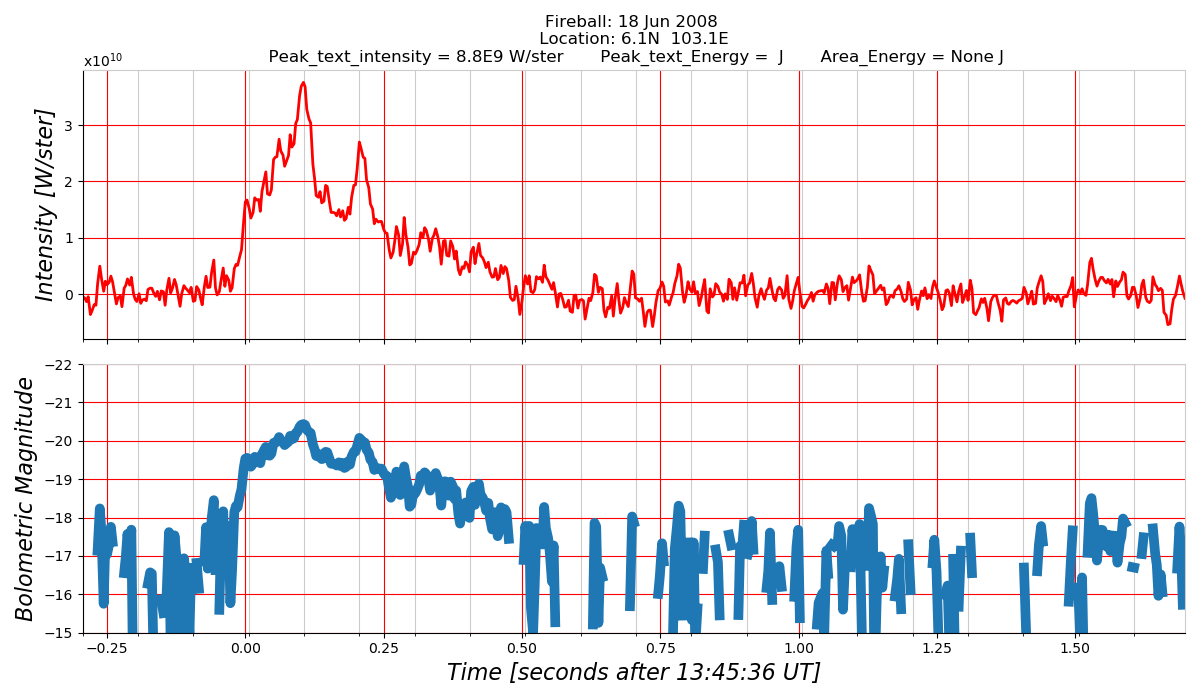 Fireball: 18 Jun 2008
Location: 6.1N  103.1E
Peak_text_intensity = 8.8E9 W/ster       Peak_text_Energy =  J       Area_Energy = None J
x10¹⁰
Intensity [W/ster]
3
2
1
0
Bolometric Magnitude
−22
−21
−20
−19
−18
−17
−16
−15
−0.25 0.00 0.25 0.50 0.75 1.00 1.25 1.50
Time [seconds after 13:45:36 UT]